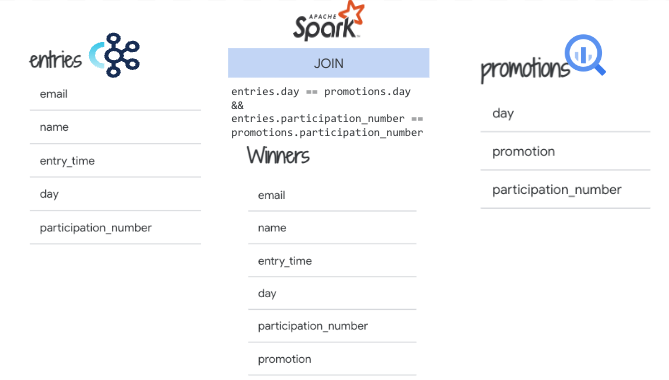 entries
email
name
entry_time
day
participation_number
APACHE
Spark
JOIN
entries.day == promotions.day
&&
entries.participation_number ==
promotions.participation_number
Winners
email
name
entry_time
day
participation_number
promotion
promotions
day
promotion
participation_number